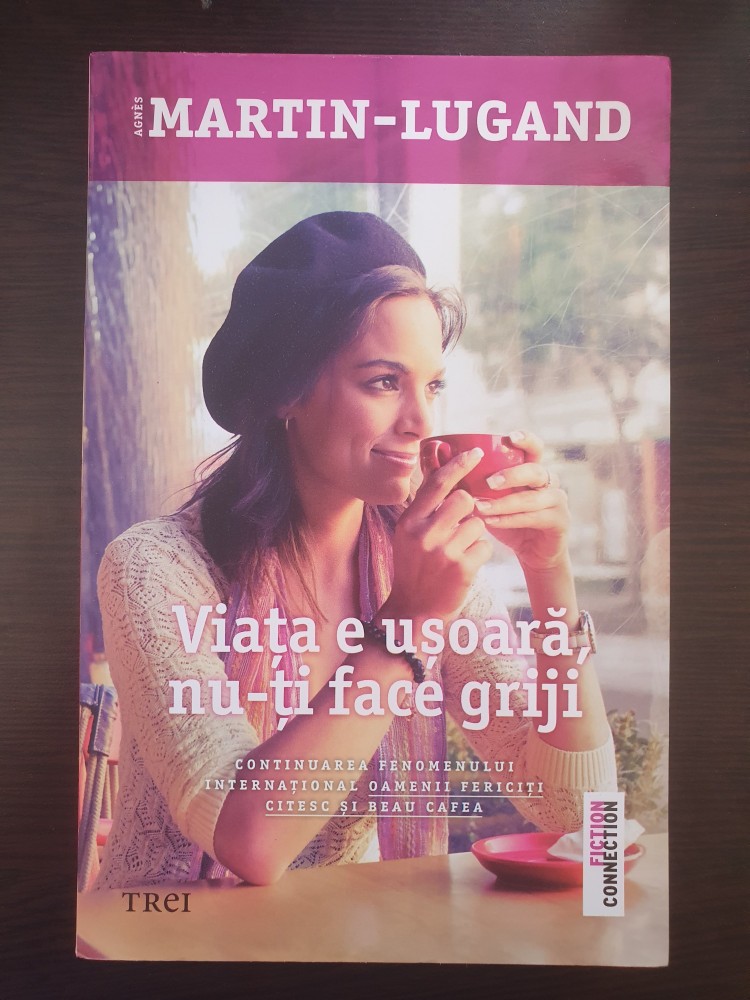 AGNÈS
MARTIN-LUGAND
Viața e ușoară,
nu-ți face griji
CONTINUAREA FENOMENULUI
INTERNAȚIONAL OAMENII FERICIȚI
CITESC ȘI BEAU CAFEA
TREI
FICTION
CONNECTION